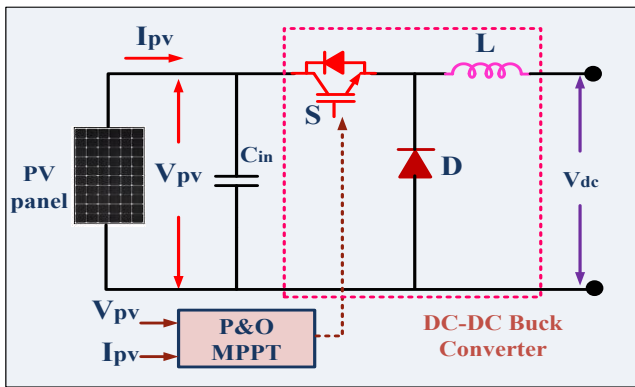 Ipv
L
S
Cin
Vpv
PV
panel
D
Vdc
Vpv
Ipv
P&O
MPPT
DC-DC Buck
Converter